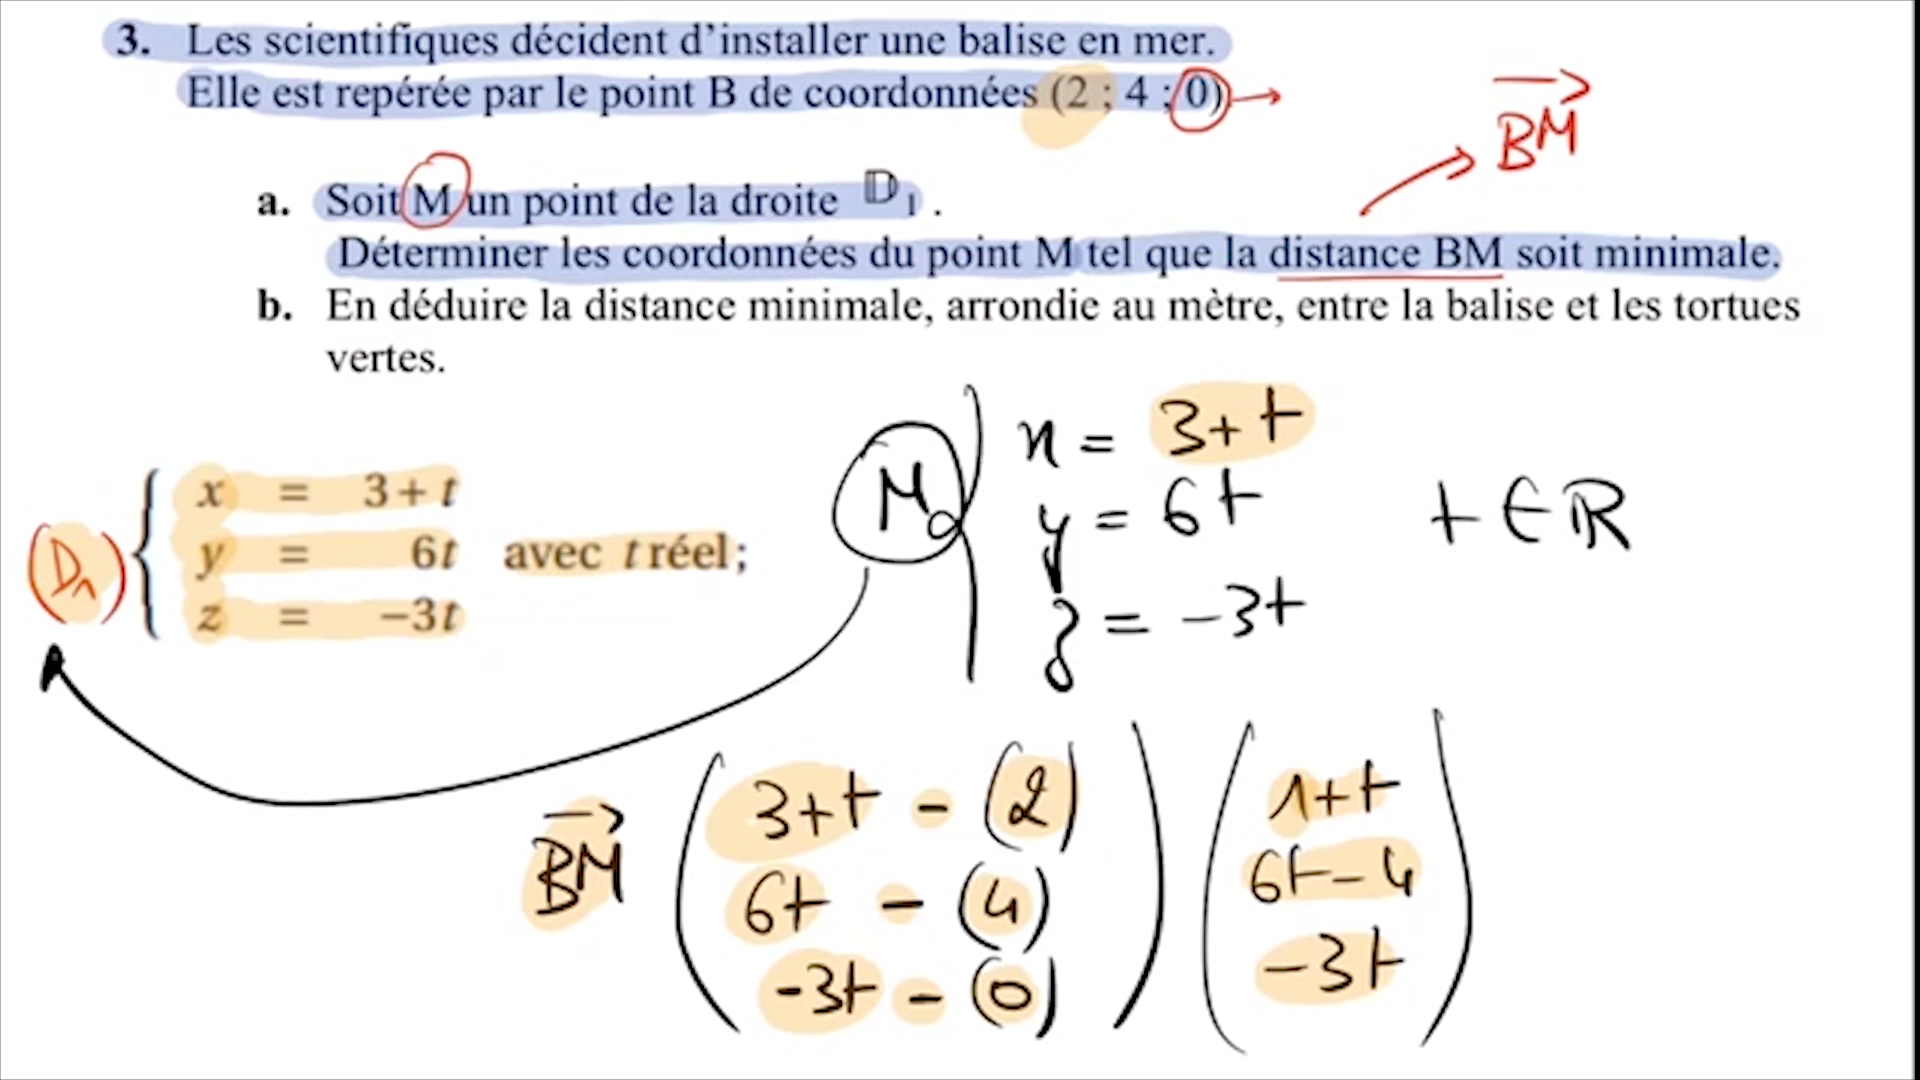 3. Les scientifiques décident d'installer une balise en mer.
Elle est repérée par le point B de coordonnées (2 ; 4 ; 0)
BM
a. Soit M un point de la droite D₁ .
Déterminer les coordonnées du point M tel que la distance BM soit minimale.
b. En déduire la distance minimale, arrondie au mètre, entre la balise et les tortues
vertes.
(D₁) { x = 3+t
y = 6t avec t réel ;
z = −3t
M x = 3+t
y = 6t t ∈ ℝ
z = -3t
BM ( 3+t - (2) ) ( 1+t )
6t - (4) 6t - 4
-3t - (0) -3t